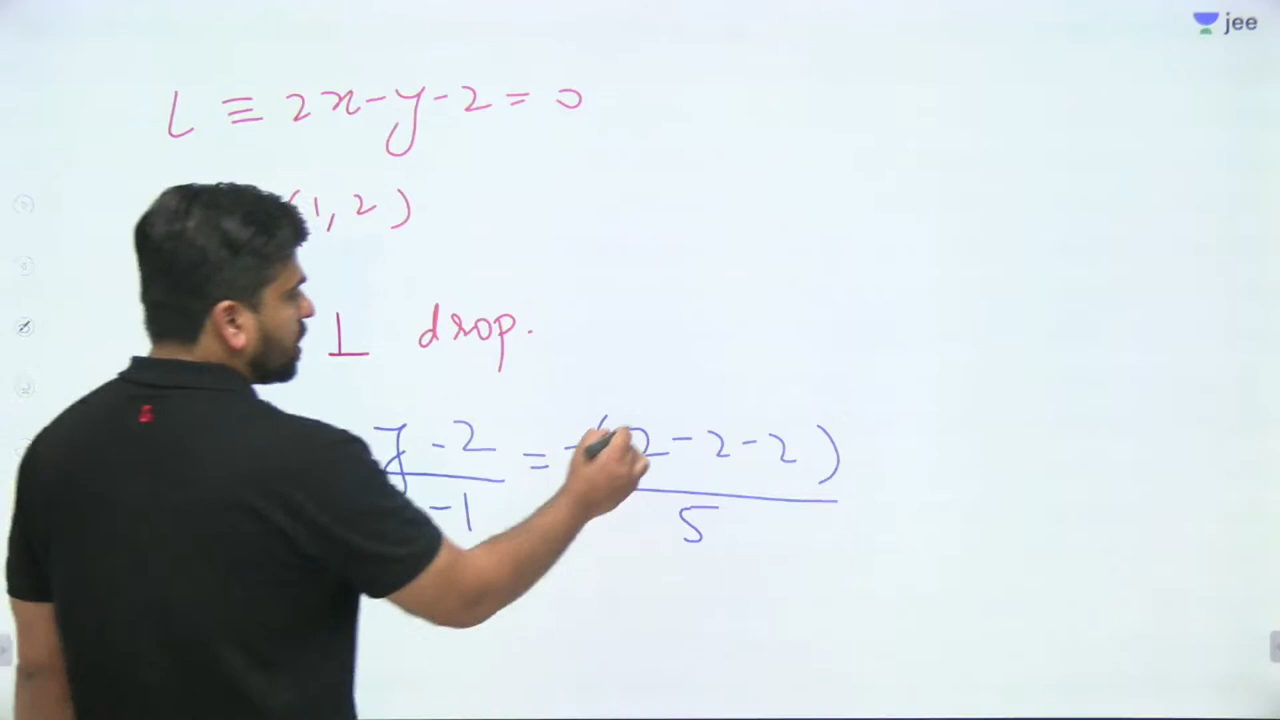 jee
L ≡ 2x-y-2=0
(1, 2)
⊥ drop.
y-2 = -(2-2-2)
-1 5